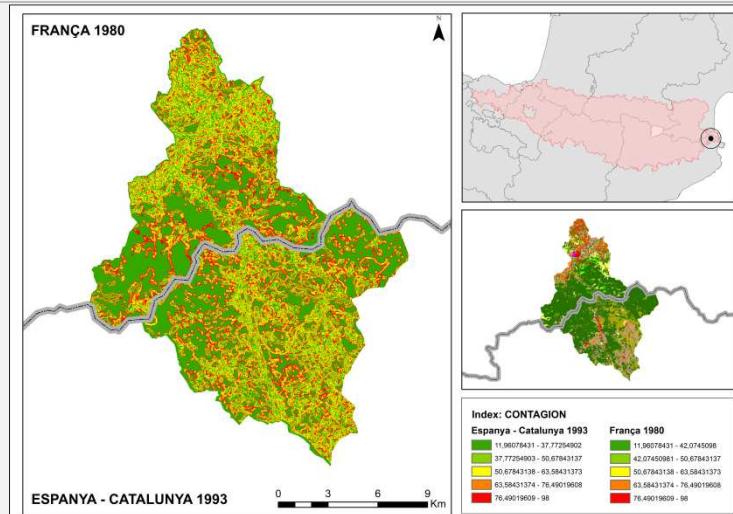 FRANÇA 1980
N
ESPANYA - CATALUNYA 1993
0 3 6 9
Km
Index: CONTAGION
Espanya - Catalunya 1993
11,96078431 - 37,77254902
37,77254903 - 50,67843137
50,67843138 - 63,58431373
63,58431374 - 76,49019608
76,49019609 - 98
França 1980
11,96078431 - 42,0745098
42,07450981 - 50,67843137
50,67843138 - 63,58431373
63,58431374 - 76,49019608
76,49019609 - 98